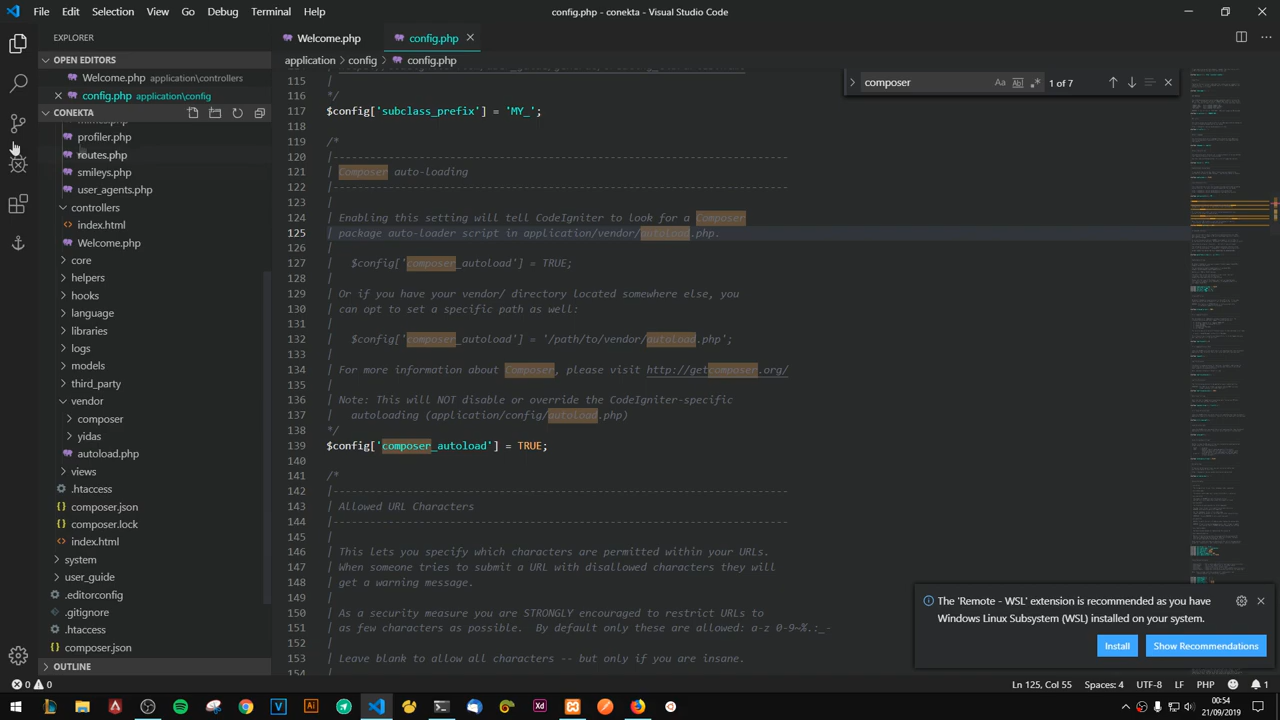 File Edit Selection View Go Debug Terminal Help
config.php - conekta - Visual Studio Code
EXPLORER
OPEN EDITORS
Welcome.php application\controllers
config.php application\config
CONEKTA
profiler.php
routes.php
smileys.php
user_agents.php
controllers
index.html
Welcome.php
core
helpers
hooks
language
libraries
logs
models
third_party
vendor
composer
yidas
autoload.php
views
.htaccess
composer.json
composer.lock
index.html
system
user_guide
.editorconfig
.gitignore
.htaccess
composer.json
OUTLINE
Welcome.php config.php
application config config.php
composer Aa Abl .* 1 of 7
115
116 */
117 $config['subclass_prefix'] = 'MY_';
118
119 /*
120 |--------------------------------------------------------------------------
121 | Composer auto-loading
122 |--------------------------------------------------------------------------
123 |
124 | Enabling this setting will tell CodeIgniter to look for a Composer
125 | package auto-loader script in application/vendor/autoload.php.
126 |
127 | $config['composer_autoload'] = TRUE;
128 |
129 | Or if you have your vendor/ directory located somewhere else, you
130 | can opt to set a specific path as well:
131 |
132 | $config['composer_autoload'] = '/path/to/vendor/autoload.php';
133 |
134 | For more information about Composer, please visit http://getcomposer.org/
135 |
136 | Note: This will NOT disable or override the CodeIgniter-specific
137 | autoloading (application/config/autoload.php)
138 */
139 $config['composer_autoload'] = TRUE;
140
141 /*
142 |--------------------------------------------------------------------------
143 | Allowed URL Characters
144 |--------------------------------------------------------------------------
145 |
146 | This lets you specify which characters are permitted within your URLs.
147 | When someone tries to submit a URL with disallowed characters they will
148 | get a warning message.
149 |
150 | As a security measure you are STRONGLY encouraged to restrict URLs to
151 | as few characters as possible. By default only these are allowed: a-z 0-9~%.:_-
152 |
153 | Leave blank to allow all characters -- but only if you are insane.
154 |
The 'Remote - WSL' extension is recommended as you have
Windows Linux Subsystem (WSL) installed on your system.
Install Show Recommendations
0 0
Ln 125, Col 55 Spaces: 4 UTF-8 LF PHP 1
00:54
21/09/2019